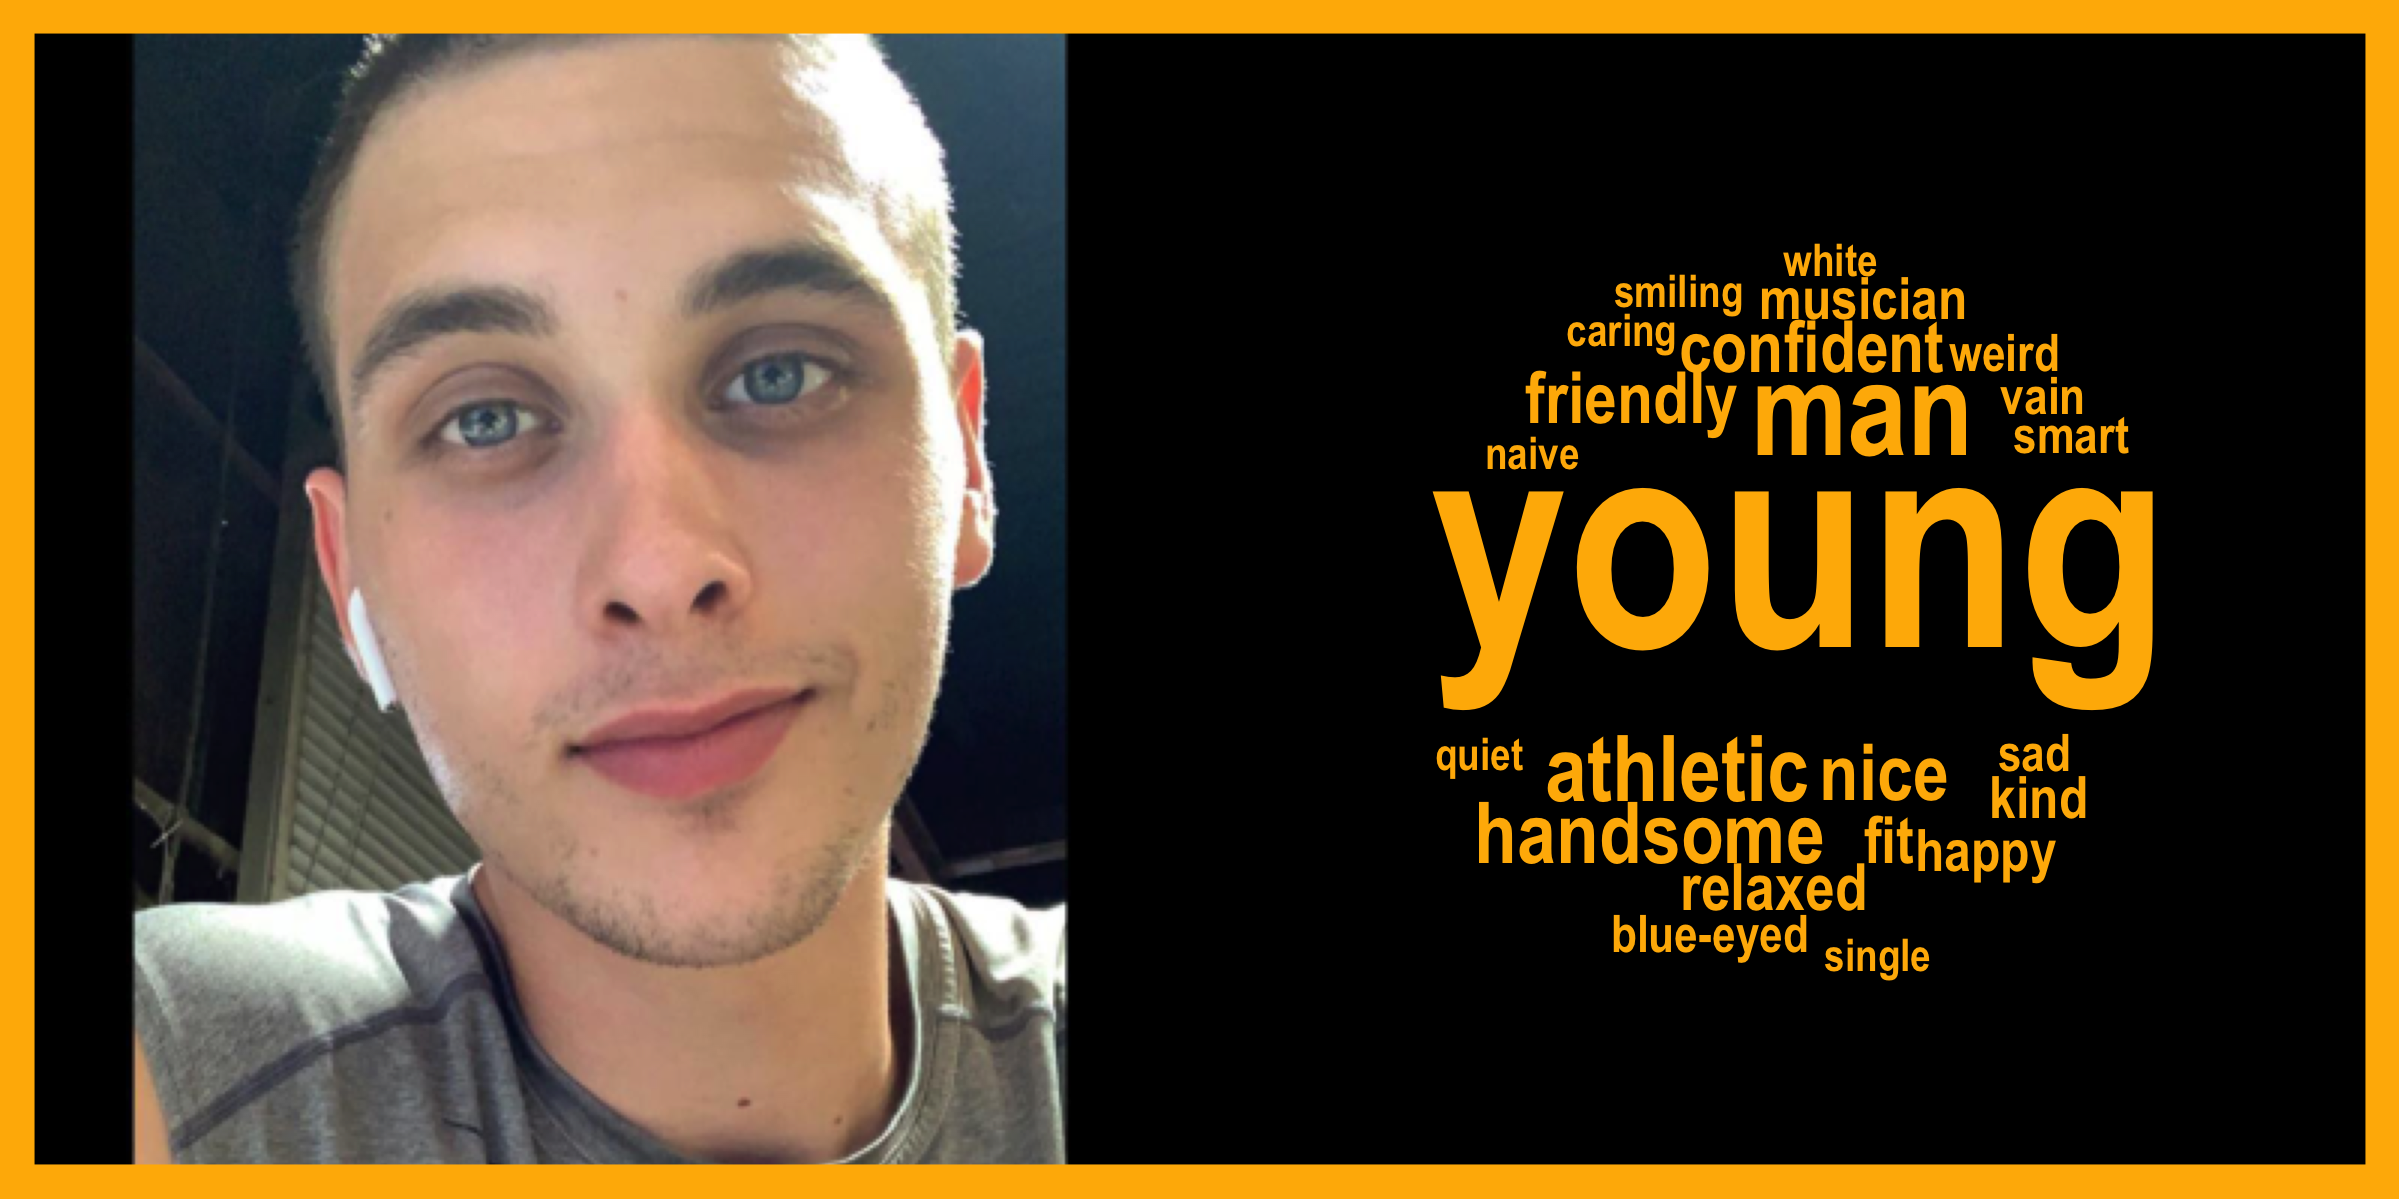 white
smiling musician
caring confident weird
friendly man vain
smart
naive
young
quiet athletic nice sad
kind
handsome fit happy
relaxed
blue-eyed single